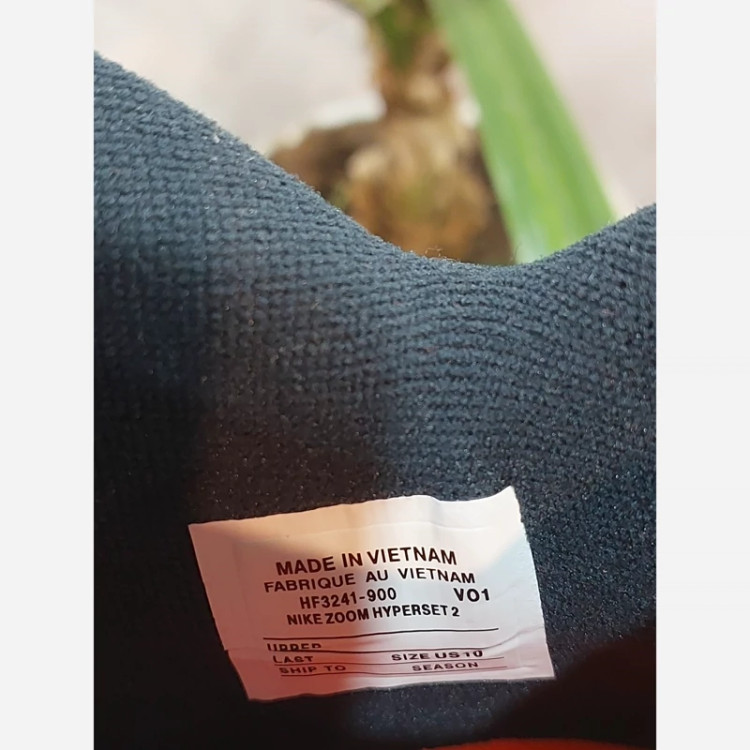 MADE IN VIETNAM
FABRIQUE AU VIETNAM
HF3241-900 VO1
NIKE ZOOM HYPERSET 2
UPPER
LAST SIZE US 10
SHIP TO SEASON